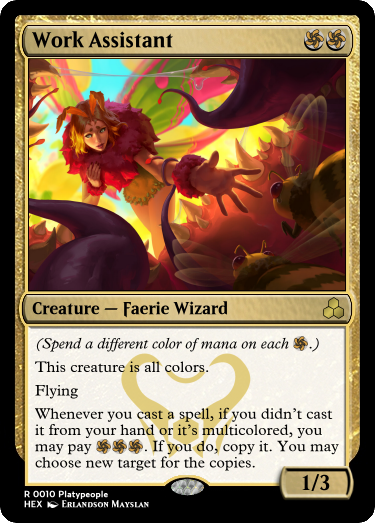 Work Assistant
Creature — Faerie Wizard
(Spend a different color of mana on each .)
This creature is all colors.
Flying
Whenever you cast a spell, if you didn't cast
it from your hand or it's multicolored, you
may pay . If you do, copy it. You may
choose new target for the copies.
1/3
R 0010 Platypeople
HEX Erlandson Mayslan